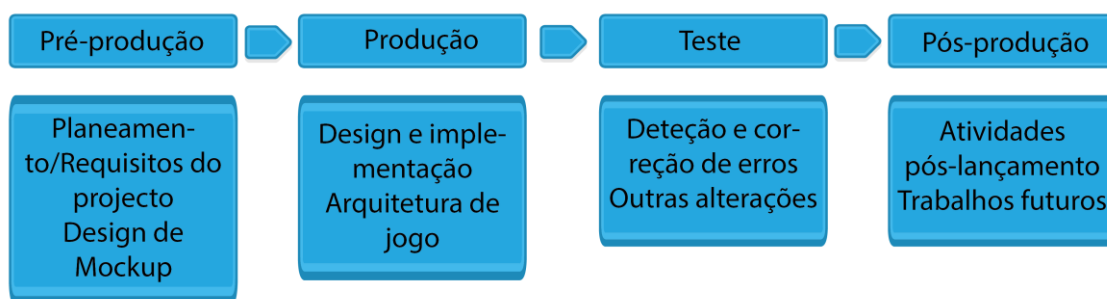 Pré-produção
Produção
Teste
Pós-produção
Planeamen-
to/Requisitos do
projecto
Design de
Mockup
Design e imple-
mentação
Arquitetura de
jogo
Deteção e cor-
reção de erros
Outras alterações
Atividades
pós-lançamento
Trabalhos futuros